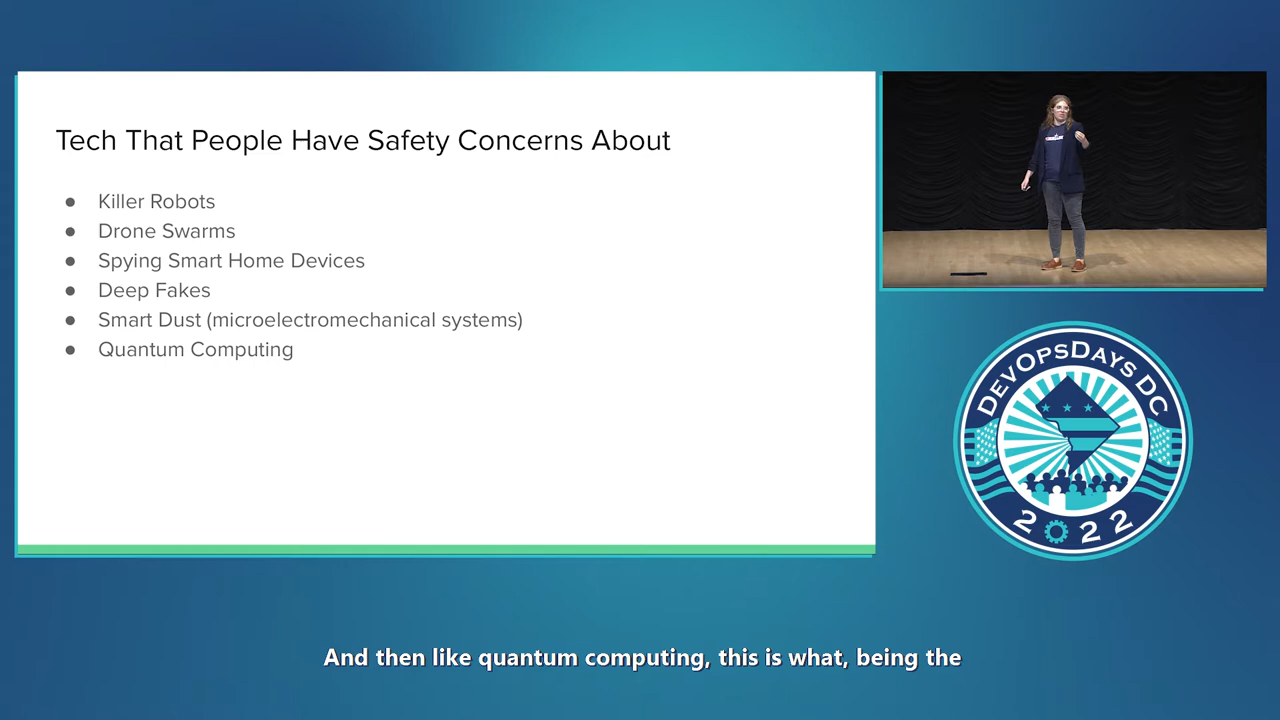 Tech That People Have Safety Concerns About
● Killer Robots
● Drone Swarms
● Spying Smart Home Devices
● Deep Fakes
● Smart Dust (microelectromechanical systems)
● Quantum Computing
DEVOPSDAYS DC
2022
And then like quantum computing, this is what, being the